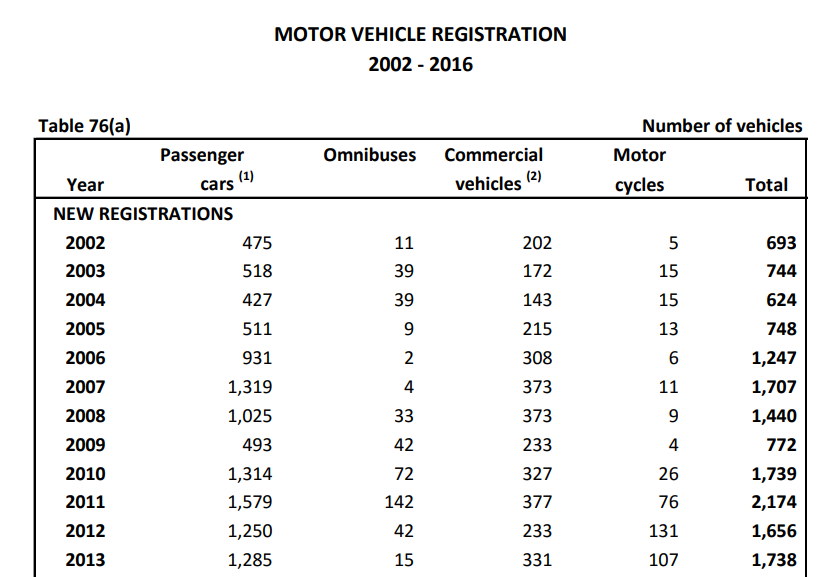 MOTOR VEHICLE REGISTRATION
2002 - 2016
Table 76(a) Number of vehicles
Passenger Omnibuses Commercial Motor
Year cars (1) vehicles (2) cycles Total
NEW REGISTRATIONS
2002 475 11 202 5 693
2003 518 39 172 15 744
2004 427 39 143 15 624
2005 511 9 215 13 748
2006 931 2 308 6 1,247
2007 1,319 4 373 11 1,707
2008 1,025 33 373 9 1,440
2009 493 42 233 4 772
2010 1,314 72 327 26 1,739
2011 1,579 142 377 76 2,174
2012 1,250 42 233 131 1,656
2013 1,285 15 331 107 1,738